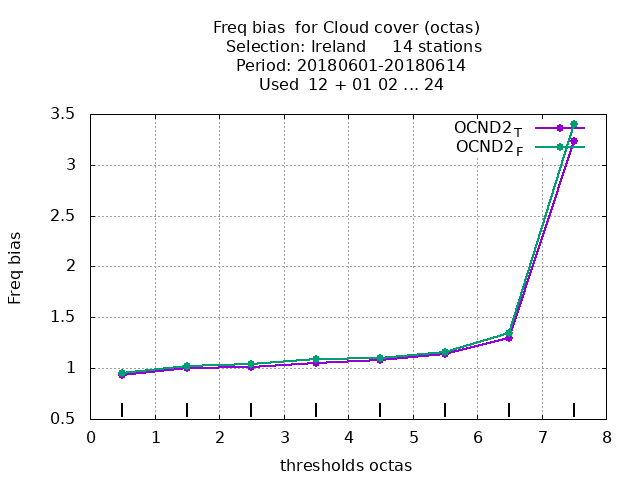 Freq bias  for Cloud cover (octas)
Selection: Ireland     14 stations
Period: 20180601-20180614
Used  12 + 01 02 ... 24
OCND2_T
OCND2_F
3.5
3
2.5
2
1.5
1
0.5
Freq bias
0 1 2 3 4 5 6 7 8
thresholds octas